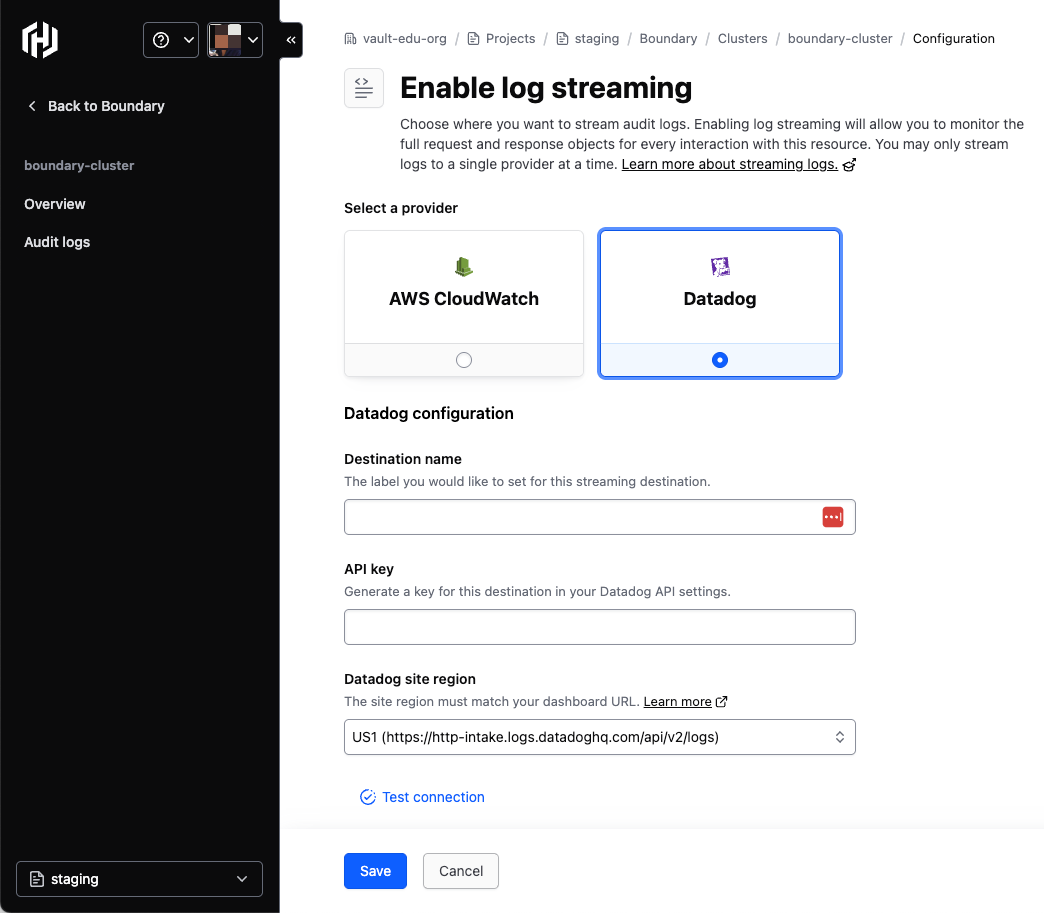 vault-edu-org / Projects / staging / Boundary / Clusters / boundary-cluster / Configuration
Back to Boundary
boundary-cluster
Overview
Audit logs
staging
Enable log streaming
Choose where you want to stream audit logs. Enabling log streaming will allow you to monitor the
full request and response objects for every interaction with this resource. You may only stream
logs to a single provider at a time. Learn more about streaming logs.
Select a provider
AWS CloudWatch
Datadog
Datadog configuration
Destination name
The label you would like to set for this streaming destination.
API key
Generate a key for this destination in your Datadog API settings.
Datadog site region
The site region must match your dashboard URL. Learn more
US1 (https://http-intake.logs.datadoghq.com/api/v2/logs)
Test connection
Save
Cancel